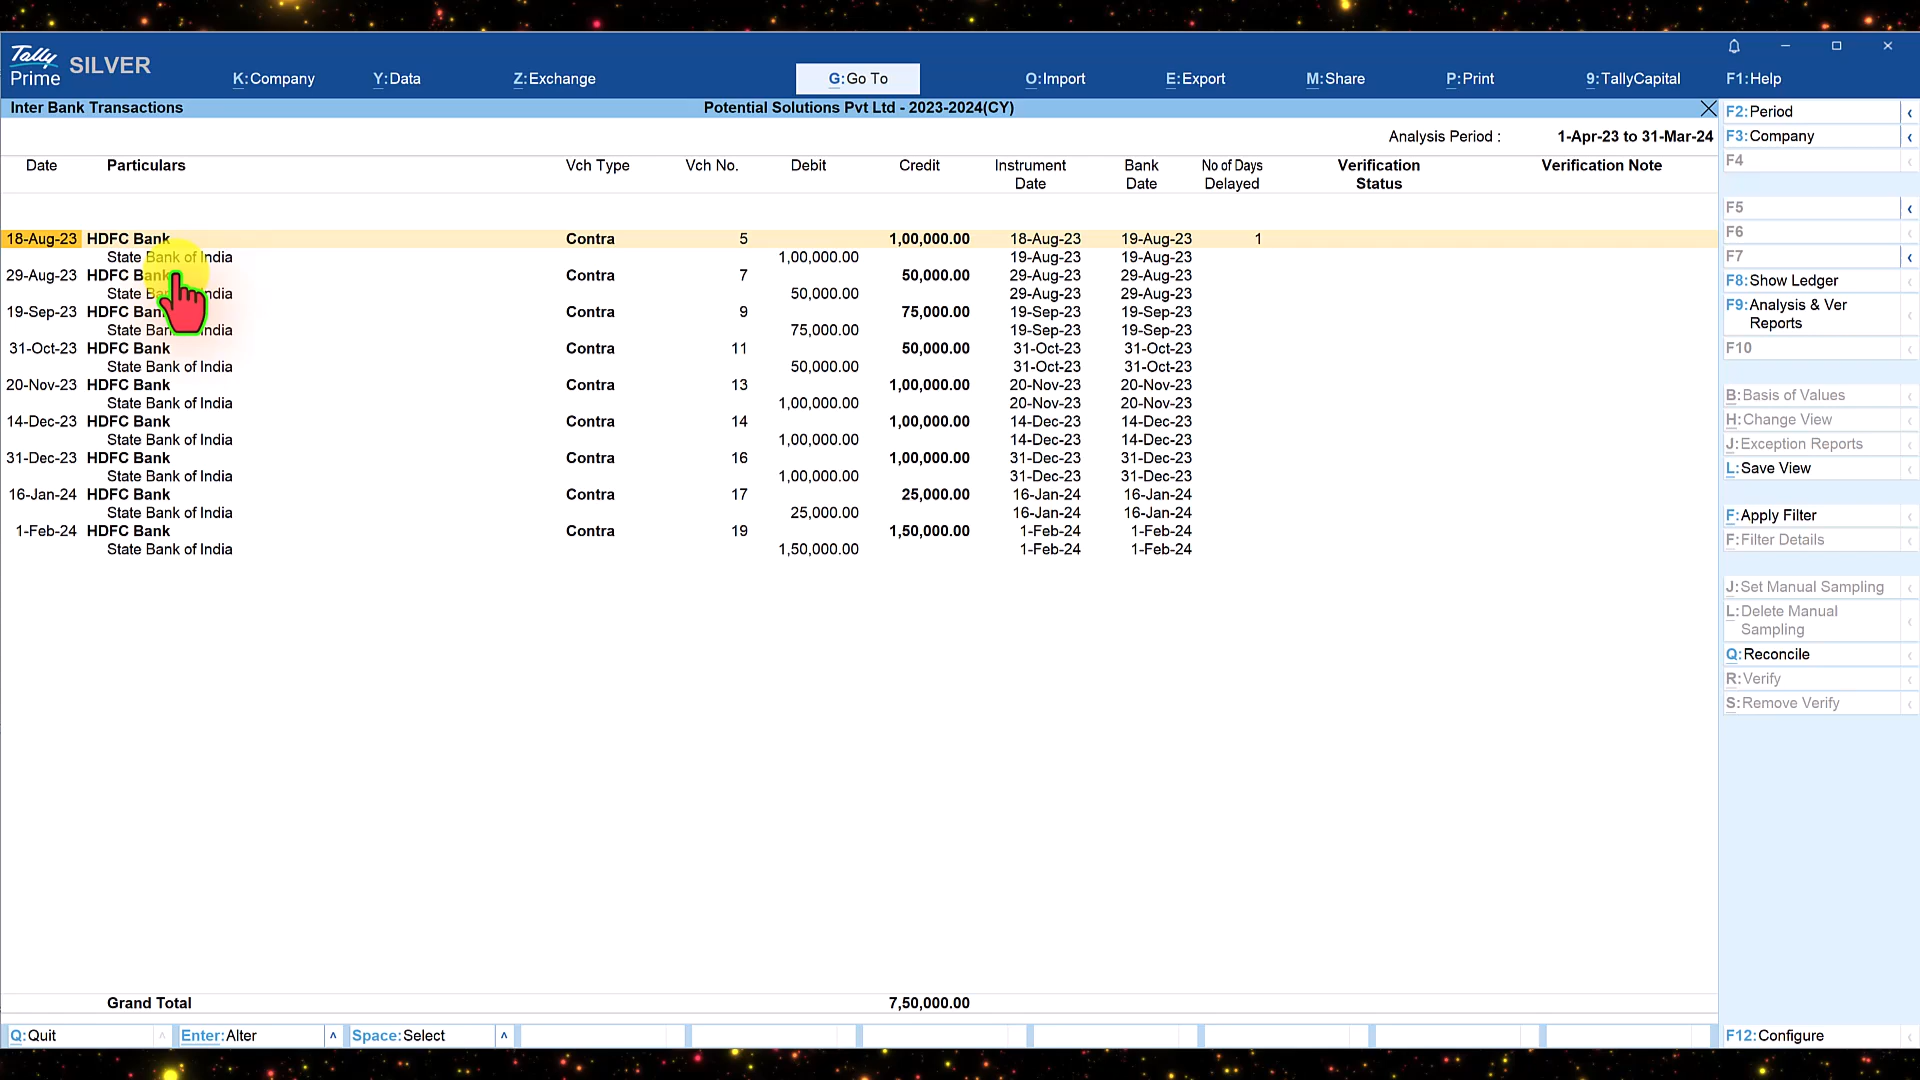 Tally
Prime SILVER
K:Company Y:Data Z:Exchange G:Go To O:Import E:Export M:Share P:Print 9:TallyCapital F1:Help
Inter Bank Transactions Potential Solutions Pvt Ltd - 2023-2024(CY)
Analysis Period : 1-Apr-23 to 31-Mar-24
Date Particulars Vch Type Vch No. Debit Credit Instrument Date Bank Date No of Days Delayed Verification Status Verification Note
18-Aug-23 HDFC Bank Contra 5 1,00,000.00 18-Aug-23 19-Aug-23 1
State Bank of India 1,00,000.00 19-Aug-23 19-Aug-23
29-Aug-23 HDFC Bank Contra 7 50,000.00 29-Aug-23 29-Aug-23
State Bank of India 50,000.00 29-Aug-23 29-Aug-23
19-Sep-23 HDFC Bank Contra 9 75,000.00 19-Sep-23 19-Sep-23
State Bank of India 75,000.00 19-Sep-23 19-Sep-23
31-Oct-23 HDFC Bank Contra 11 50,000.00 31-Oct-23 31-Oct-23
State Bank of India 50,000.00 31-Oct-23 31-Oct-23
20-Nov-23 HDFC Bank Contra 13 1,00,000.00 20-Nov-23 20-Nov-23
State Bank of India 1,00,000.00 20-Nov-23 20-Nov-23
14-Dec-23 HDFC Bank Contra 14 1,00,000.00 14-Dec-23 14-Dec-23
State Bank of India 1,00,000.00 14-Dec-23 14-Dec-23
31-Dec-23 HDFC Bank Contra 16 1,00,000.00 31-Dec-23 31-Dec-23
State Bank of India 1,00,000.00 31-Dec-23 31-Dec-23
16-Jan-24 HDFC Bank Contra 17 25,000.00 16-Jan-24 16-Jan-24
State Bank of India 25,000.00 16-Jan-24 16-Jan-24
1-Feb-24 HDFC Bank Contra 19 1,50,000.00 1-Feb-24 1-Feb-24
State Bank of India 1,50,000.00 1-Feb-24 1-Feb-24
Grand Total 7,50,000.00
Q:Quit Enter:Alter Space:Select
F2:Period
F3:Company
F4
F5
F6
F7
F8:Show Ledger
F9:Analysis & Ver
Reports
F10
B:Basis of Values
H:Change View
J:Exception Reports
L:Save View
F:Apply Filter
F:Filter Details
J:Set Manual Sampling
L:Delete Manual
Sampling
Q:Reconcile
R:Verify
S:Remove Verify
F12:Configure